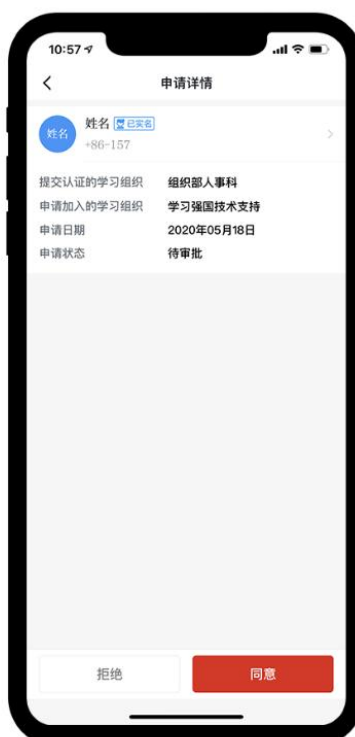 10:57
申请详情
姓名
姓名 已实名
+86-157
提交认证的学习组织 组织部人事科
申请加入的学习组织 学习强国技术支持
申请日期 2020年05月18日
申请状态 待审批
拒绝 同意